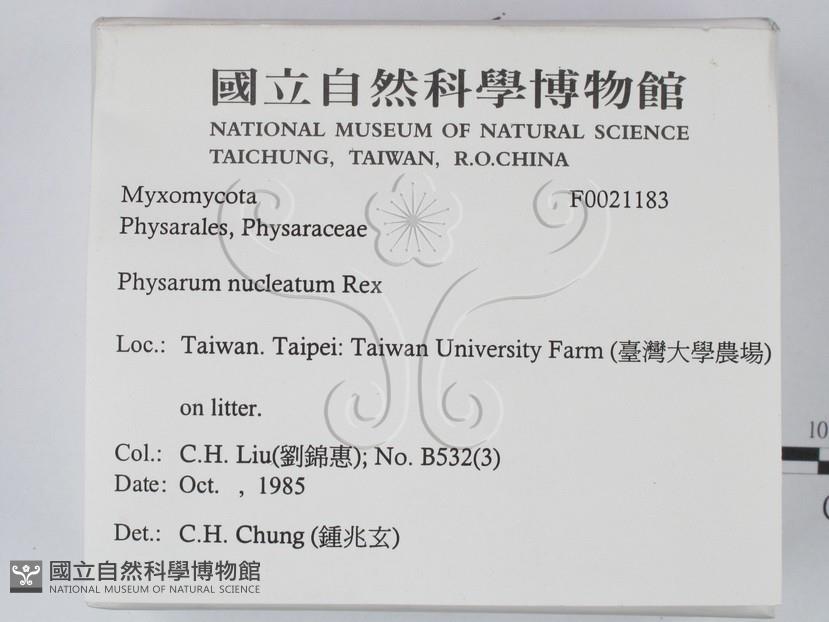 國立自然科學博物館
NATIONAL MUSEUM OF NATURAL SCIENCE
TAICHUNG, TAIWAN, R.O.CHINA
Myxomycota F0021183
Physarales, Physaraceae
Physarum nucleatum Rex
Loc.: Taiwan. Taipei: Taiwan University Farm (臺灣大學農場)
on litter.
Col.: C.H. Liu(劉錦惠); No. B532(3)
Date: Oct. , 1985
Det.: C.H. Chung (鍾兆玄)
國立自然科學博物館
NATIONAL MUSEUM OF NATURAL SCIENCE